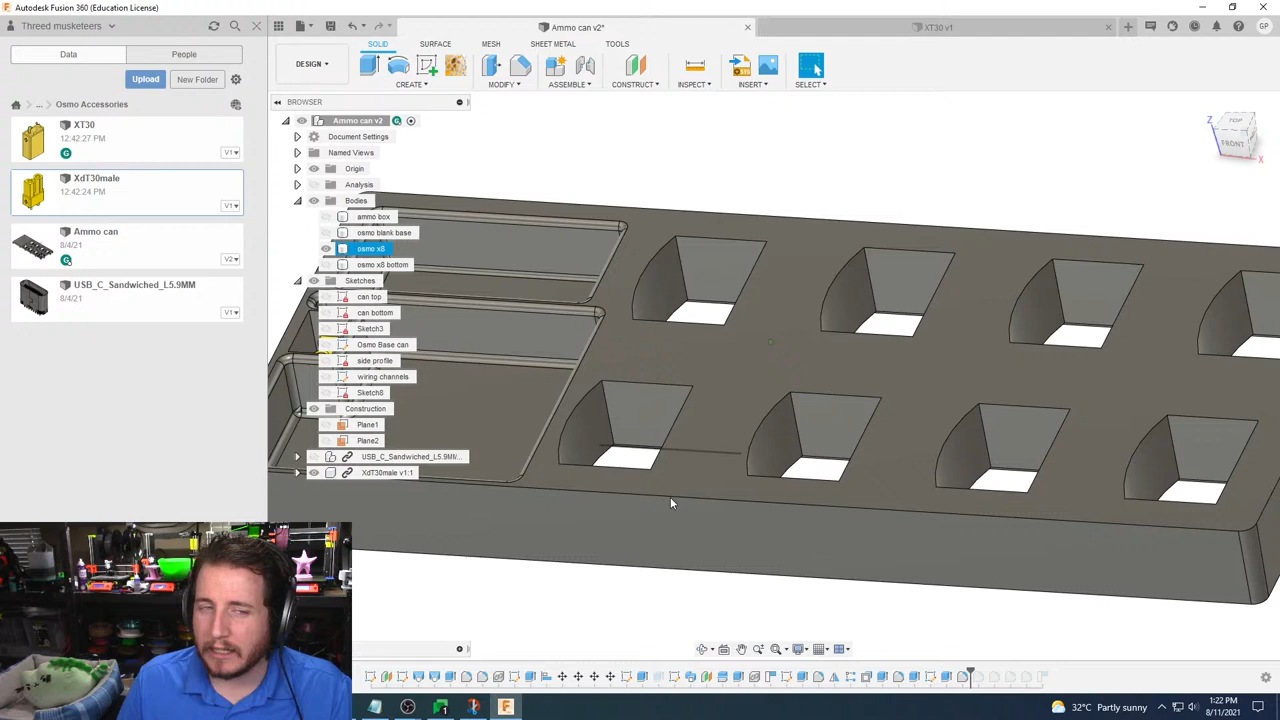 Autodesk Fusion 360 (Education License)
Threed musketeers
Ammo can v2*
XT30 v1
GP
Data
People
Upload
New Folder
... Osmo Accessories
XT30
12:42:27 PM
V1
XdT30male
12:42:24 PM
V1
Ammo can
8/4/21
V2
USB_C_Sandwiched_L5.9MM
8/4/21
V1
SOLID
SURFACE
MESH
SHEET METAL
TOOLS
DESIGN
CREATE
MODIFY
ASSEMBLE
CONSTRUCT
INSPECT
INSERT
SELECT
BROWSER
Ammo can v2
Document Settings
Named Views
Origin
Analysis
Bodies
ammo box
osmo blank base
osmo x8
osmo x8 bottom
Sketches
can top
can bottom
Sketch3
Osmo Base can
side profile
wiring channels
Sketch8
Construction
Plane1
Plane2
USB_C_Sandwiched_L5.9MM/...
XdT30male v1:1
TOP
FRONT
Z
X
32°C Partly sunny
1:22 PM
8/11/2021